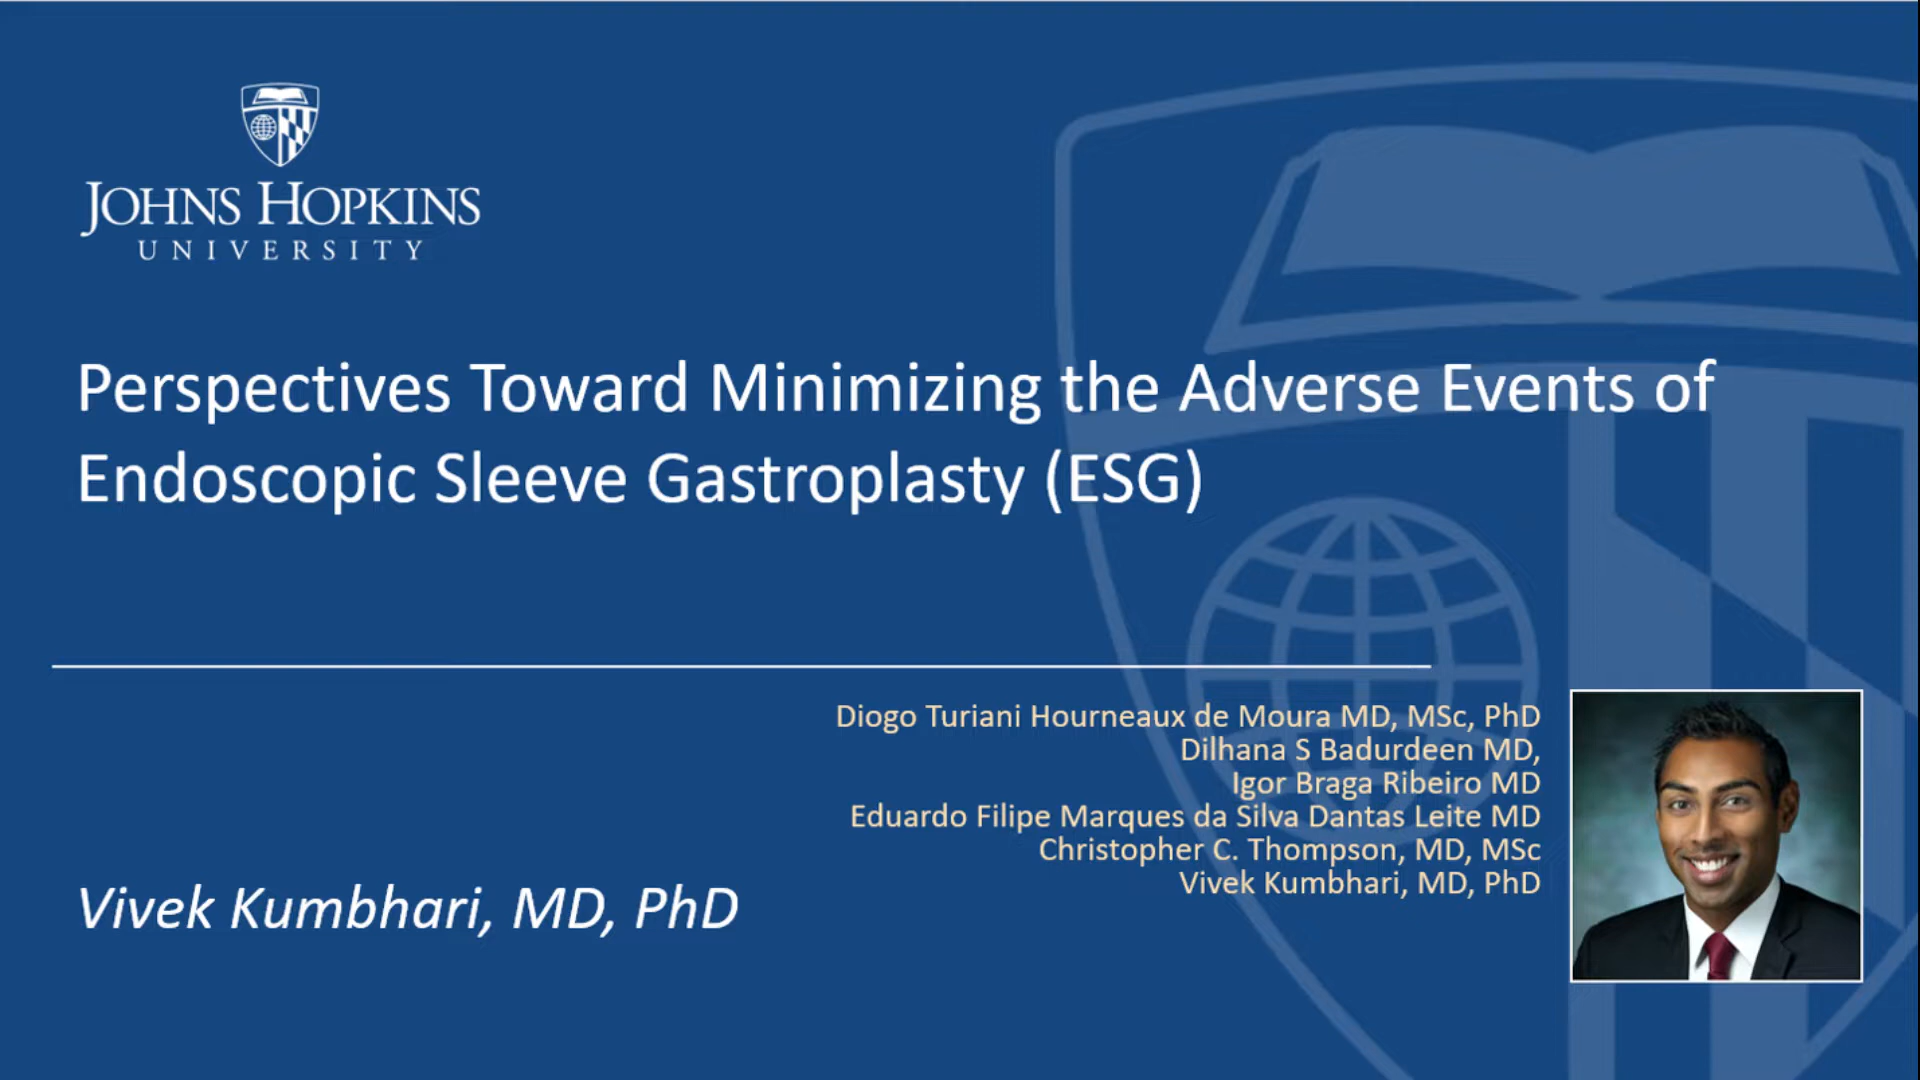 JOHNS HOPKINS
UNIVERSITY
Perspectives Toward Minimizing the Adverse Events of
Endoscopic Sleeve Gastroplasty (ESG)
Diogo Turiani Hourneaux de Moura MD, MSc, PhD
Dilhana S Badurdeen MD,
Igor Braga Ribeiro MD
Eduardo Filipe Marques da Silva Dantas Leite MD
Christopher C. Thompson, MD, MSc
Vivek Kumbhari, MD, PhD
Vivek Kumbhari, MD, PhD